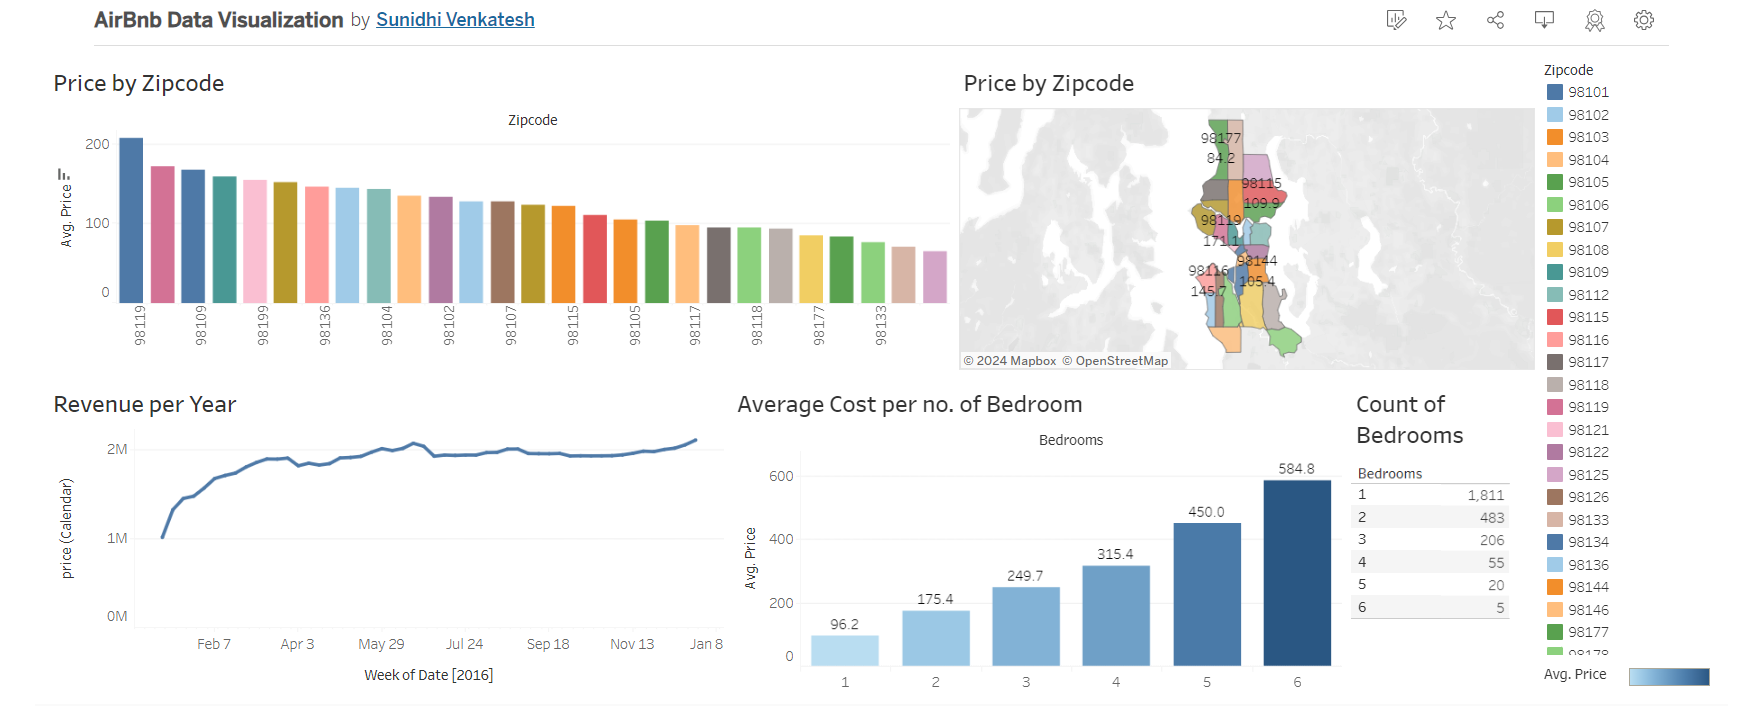 AirBnb Data Visualization by Sunidhi Venkatesh
Price by Zipcode
Zipcode
Avg. Price
200
100
0
98119
98109
98199
98136
98104
98102
98107
98115
98105
98117
98118
98177
98133
Price by Zipcode
98177
84.2
98115
109.9
98119
171.1
98144
105.4
98116
145.7
© 2024 Mapbox © OpenStreetMap
Zipcode
98101
98102
98103
98104
98105
98106
98107
98108
98109
98112
98115
98116
98117
98118
98119
98121
98122
98125
98126
98133
98134
98136
98144
98146
98177
98178
Avg. Price
Revenue per Year
price (Calendar)
2M
1M
0M
Feb 7
Apr 3
May 29
Jul 24
Sep 18
Nov 13
Jan 8
Week of Date [2016]
Average Cost per no. of Bedroom
Bedrooms
Avg. Price
600
400
200
0
96.2
175.4
249.7
315.4
450.0
584.8
1
2
3
4
5
6
Count of
Bedrooms
Bedrooms
1 1,811
2 483
3 206
4 55
5 20
6 5